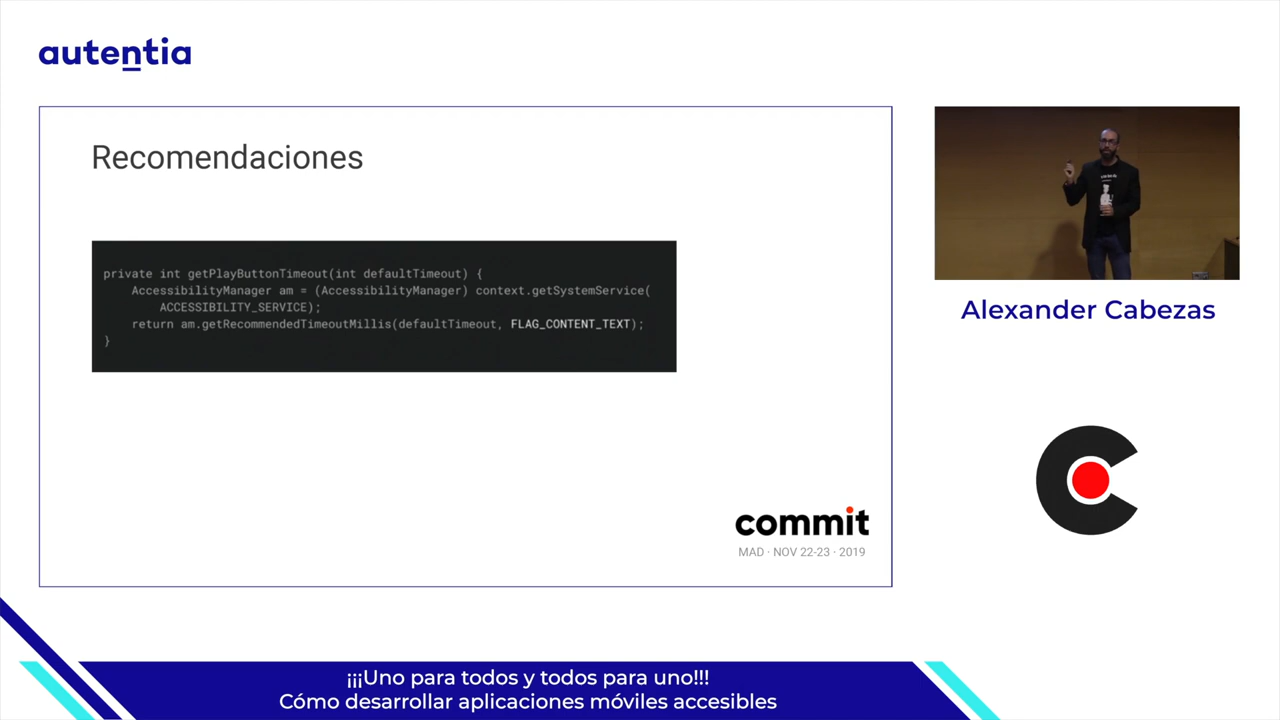 autentia
Recomendaciones
private int getPlayButtonTimeout(int defaultTimeout) {
AccessibilityManager am = (AccessibilityManager) context.getSystemService(
ACCESSIBILITY_SERVICE);
return am.getRecommendedTimeoutMillis(defaultTimeout, FLAG_CONTENT_TEXT);
}
commit
MAD · NOV 22-23 · 2019
Alexander Cabezas
¡¡¡Uno para todos y todos para uno!!!
Cómo desarrollar aplicaciones móviles accesibles